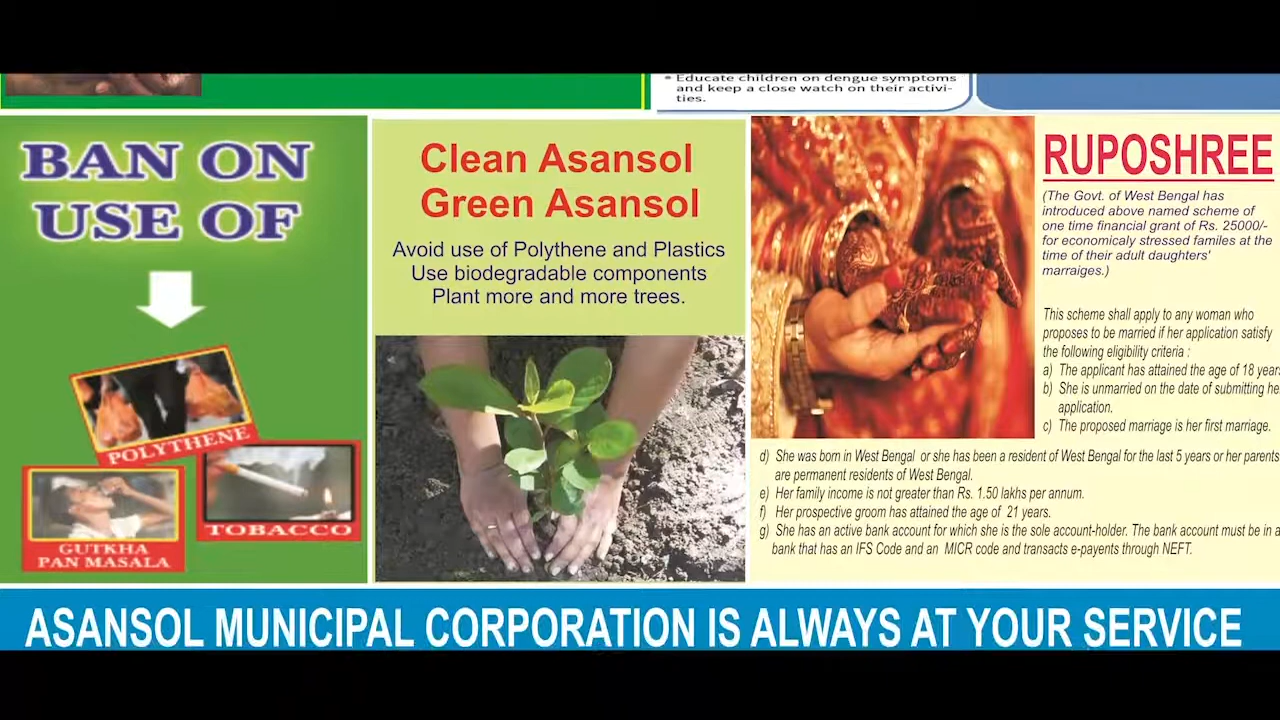 Educate children on dengue symptoms
and keep a close watch on their activi-
ties.
BAN ON
USE OF
POLYTHENE
TOBACCO
GUTKHA
PAN MASALA
Clean Asansol
Green Asansol
Avoid use of Polythene and Plastics
Use biodegradable components
Plant more and more trees.
RUPOSHREE
(The Govt. of West Bengal has
introduced above named scheme of
one time financial grant of Rs. 25000/-
for economicaly stressed familes at the
time of their adult daughters'
marraiges.)
This scheme shall apply to any woman who
proposes to be married if her application satisfy
the following eligibility criteria :
a) The applicant has attained the age of 18 years
b) She is unmarried on the date of submitting he
application.
c) The proposed marriage is her first marriage.
d) She was born in West Bengal or she has been a resident of West Bengal for the last 5 years or her parents
are permanent residents of West Bengal.
e) Her family income is not greater than Rs. 1.50 lakhs per annum.
f) Her prospective groom has attained the age of 21 years.
g) She has an active bank account for which she is the sole account-holder. The bank account must be in a
bank that has an IFS Code and an MICR code and transacts e-payents through NEFT.
ASANSOL MUNICIPAL CORPORATION IS ALWAYS AT YOUR SERVICE